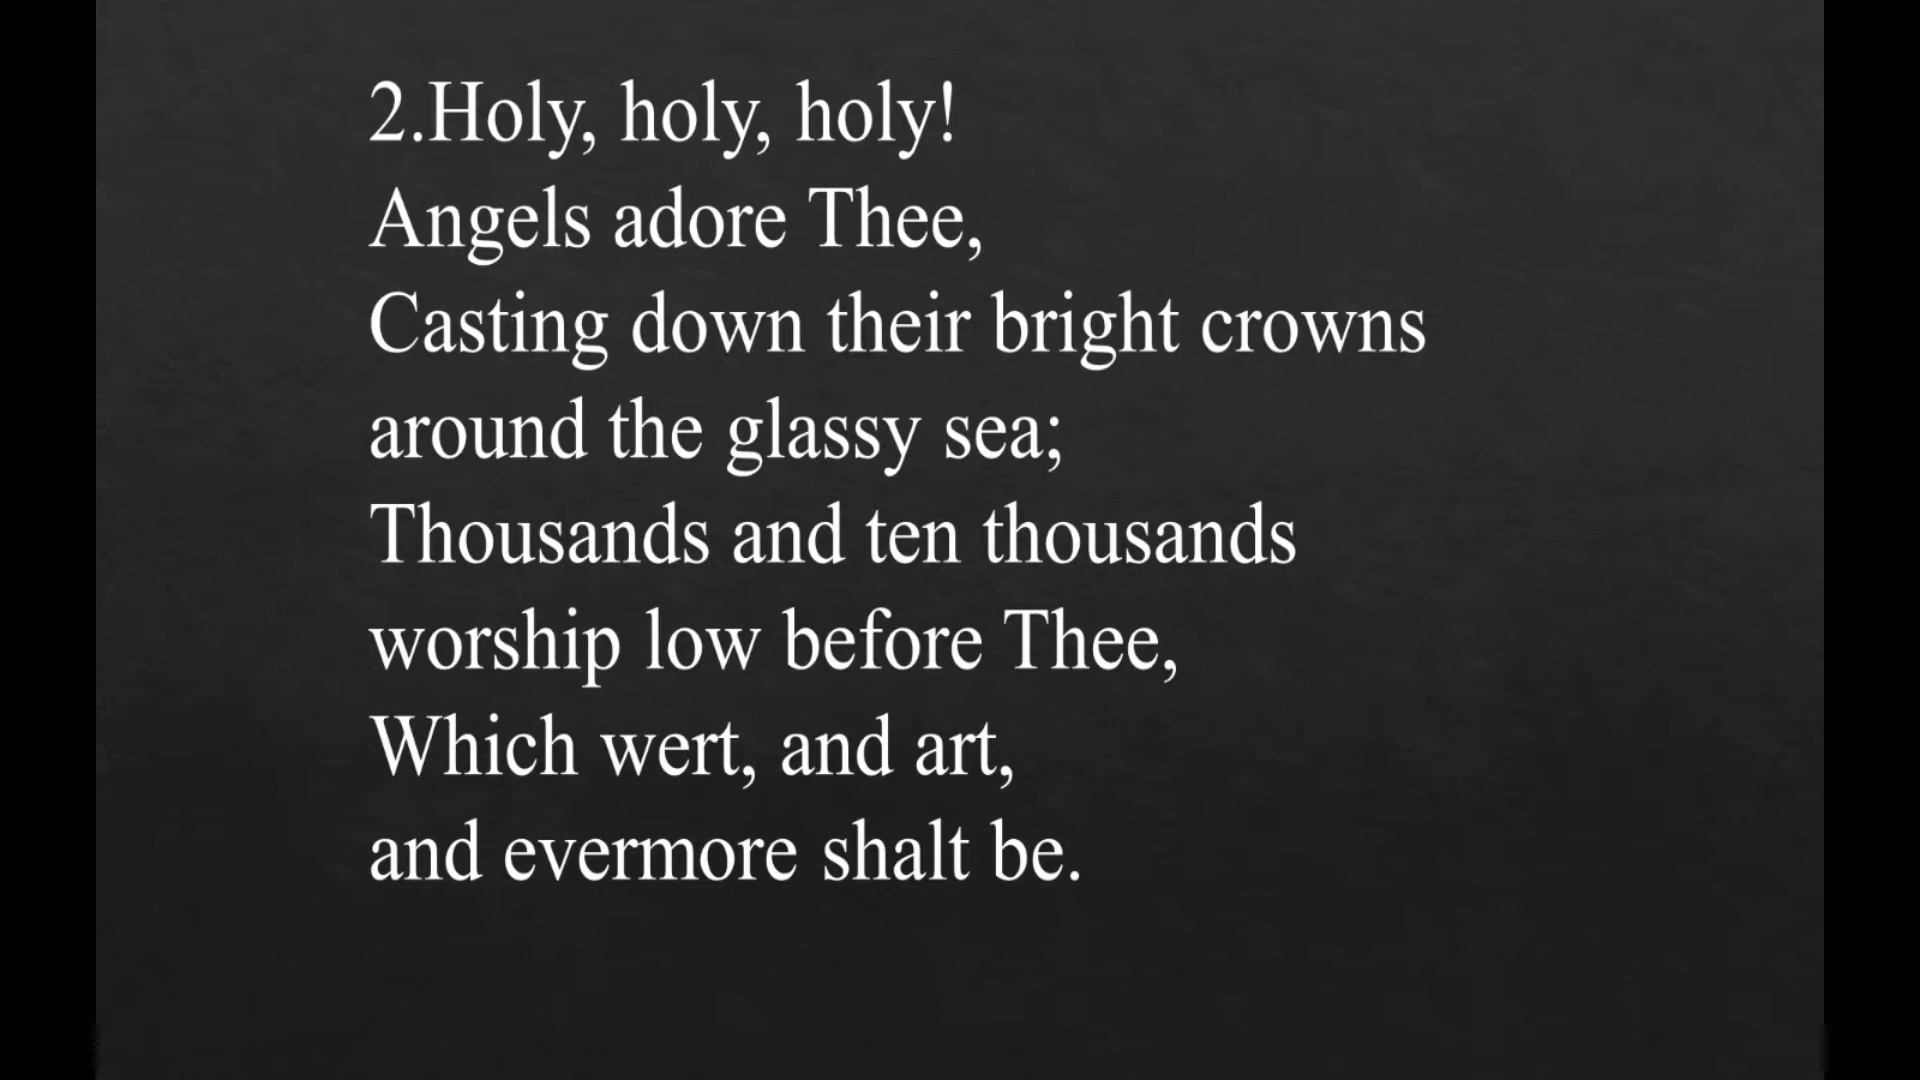 2.Holy, holy, holy!
Angels adore Thee,
Casting down their bright crowns
around the glassy sea;
Thousands and ten thousands
worship low before Thee,
Which wert, and art,
and evermore shalt be.